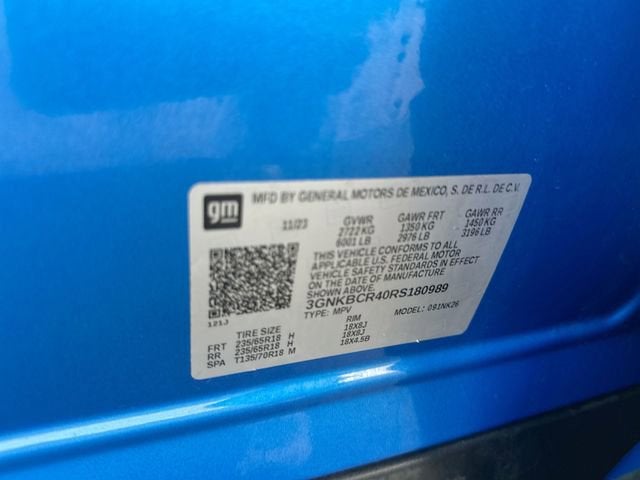 gm
MFD BY GENERAL MOTORS DE MEXICO, S. DE R.L. DE C.V.
11/23 GVWR GAWR FRT GAWR RR
2722 KG 1350 KG 1450 KG
6001 LB 2976 LB 3196 LB
THIS VEHICLE CONFORMS TO ALL
APPLICABLE U.S. FEDERAL MOTOR
VEHICLE SAFETY STANDARDS IN EFFECT
ON THE DATE OF MANUFACTURE
SHOWN ABOVE.
3GNKBCR40RS180989
TYPE: MPV MODEL: 091NK26
121J
TIRE SIZE RIM
FRT 235/65R18 H 18X8J
RR 235/65R18 H 18X8J
SPA T135/70R18 M 18X4.5B